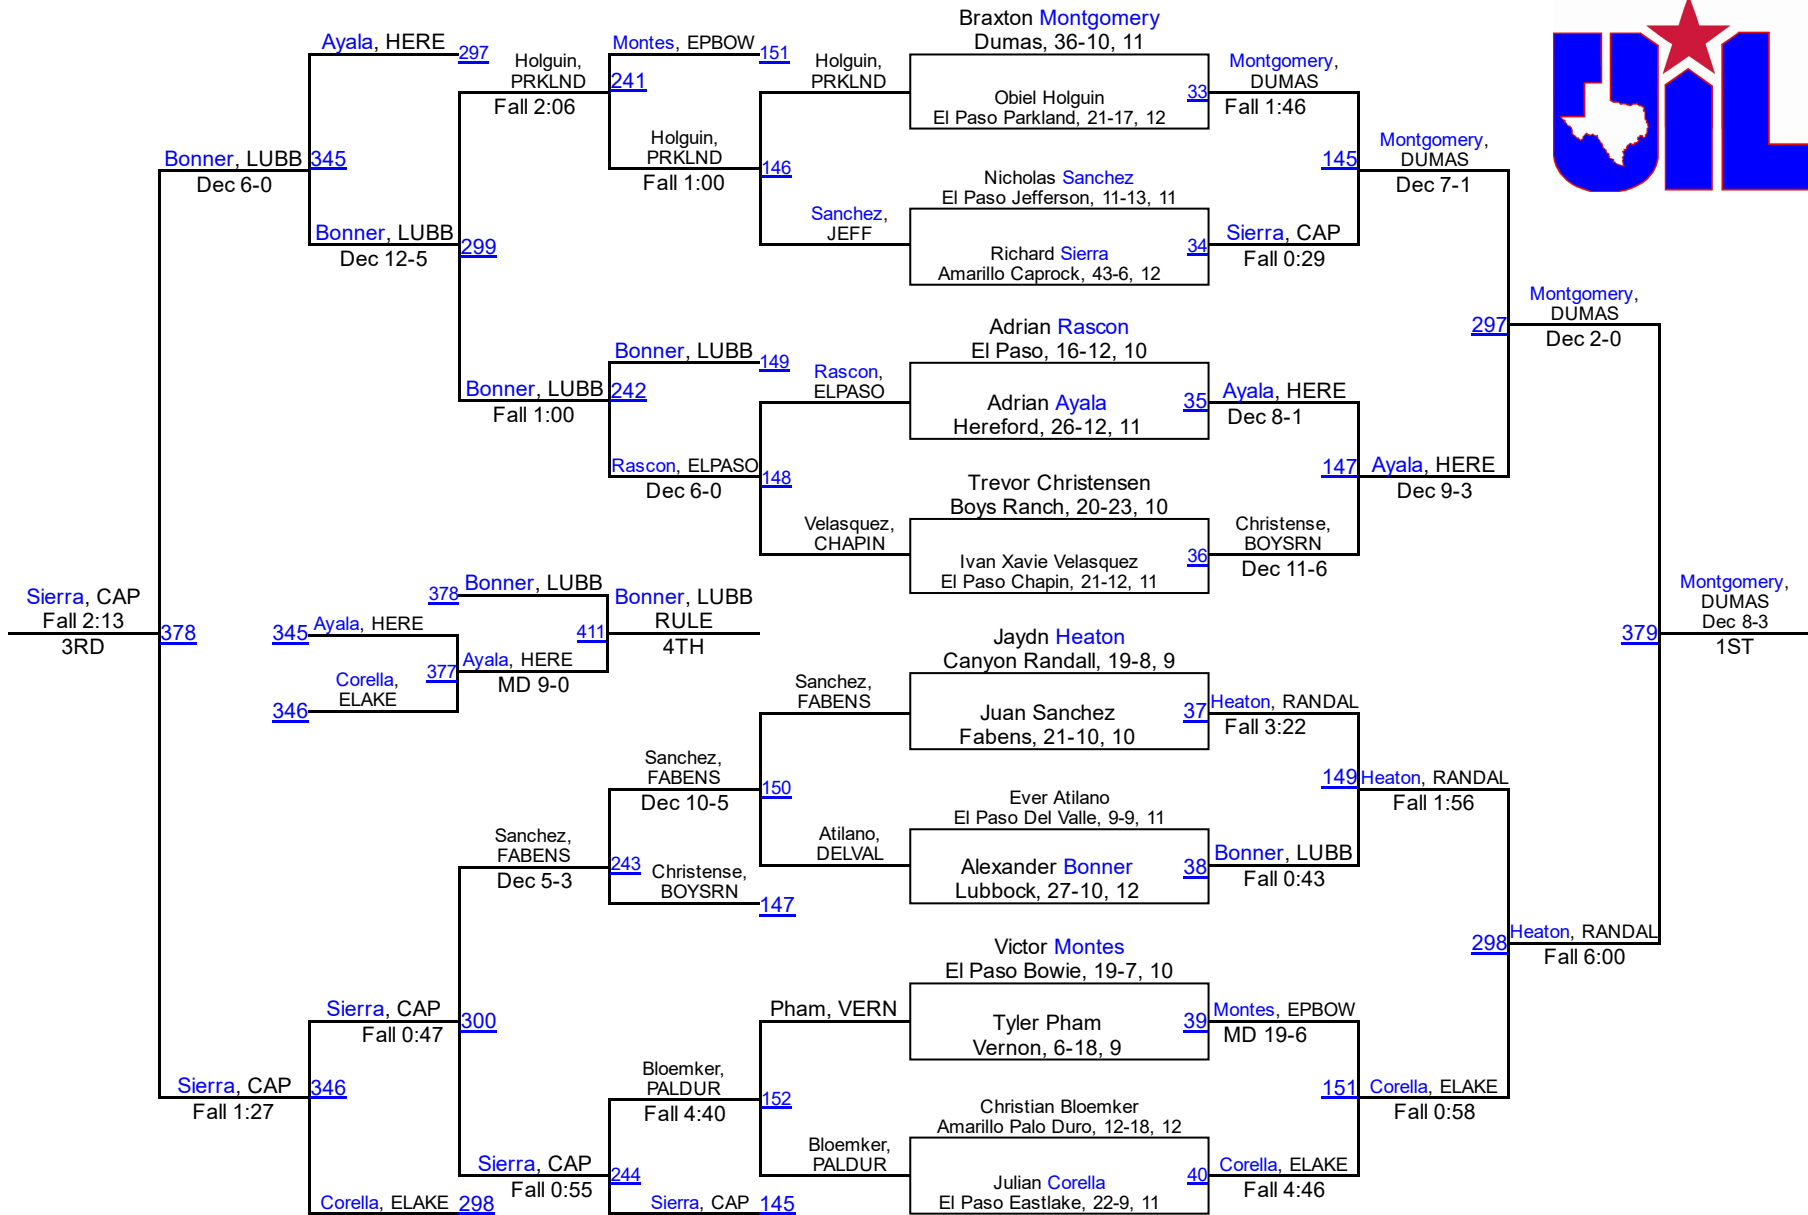 Braxton Montgomery
Dumas, 36-10, 11
Ayala, HERE
297
Holguin,
PRKLND
Fall 2:06
Montes, EPBOW
151
241
Holguin,
PRKLND
Obiel Holguin
El Paso Parkland, 21-17, 12
33
Montgomery,
DUMAS
Fall 1:46
UIL
Holguin,
PRKLND
Fall 1:00
146
145
Montgomery,
DUMAS
Dec 7-1
Bonner, LUBB
Dec 6-0
345
Nicholas Sanchez
El Paso Jefferson, 11-13, 11
Sanchez,
JEFF
Richard Sierra
Amarillo Caprock, 43-6, 12
34
Sierra, CAP
Fall 0:29
Bonner, LUBB
Dec 12-5
299
Montgomery,
DUMAS
Dec 2-0
297
Adrian Rascon
El Paso, 16-12, 10
Bonner, LUBB
149
Rascon,
ELPASO
Adrian Ayala
Hereford, 26-12, 11
35
Ayala, HERE
Dec 8-1
Bonner, LUBB
Fall 1:00
242
Rascon, ELPASO
Dec 6-0
148
147
Ayala, HERE
Dec 9-3
Trevor Christensen
Boys Ranch, 20-23, 10
Velasquez,
CHAPIN
Ivan Xavie Velasquez
El Paso Chapin, 21-12, 11
36
Christense,
BOYSRN
Dec 11-6
Sierra, CAP
Fall 2:13
3RD
378
378
Bonner, LUBB
Bonner, LUBB
RULE
4TH
411
345
Ayala, HERE
377
Ayala, HERE
MD 9-0
Corella,
ELAKE
346
Montgomery,
DUMAS
Dec 8-3
1ST
379
Jaydn Heaton
Canyon Randall, 19-8, 9
Sanchez,
FABENS
Juan Sanchez
Fabens, 21-10, 10
37
Heaton, RANDAL
Fall 3:22
Sanchez,
FABENS
Dec 10-5
150
149
Heaton, RANDAL
Fall 1:56
Ever Atilano
El Paso Del Valle, 9-9, 11
Sanchez,
FABENS
Dec 5-3
243
Christense,
BOYSRN
147
Atilano,
DELVAL
Alexander Bonner
Lubbock, 27-10, 12
38
Bonner, LUBB
Fall 0:43
298
Heaton, RANDAL
Fall 6:00
Victor Montes
El Paso Bowie, 19-7, 10
Sierra, CAP
Fall 0:47
300
Pham, VERN
Tyler Pham
Vernon, 6-18, 9
39
Montes, EPBOW
MD 19-6
Sierra, CAP
Fall 1:27
346
Bloemker,
PALDUR
Fall 4:40
152
151
Corella, ELAKE
Fall 0:58
Christian Bloemker
Amarillo Palo Duro, 12-18, 12
Bloemker,
PALDUR
Julian Corella
El Paso Eastlake, 22-9, 11
40
Corella, ELAKE
Fall 4:46
Sierra, CAP
Fall 0:55
244
Corella, ELAKE
298
Sierra, CAP
145